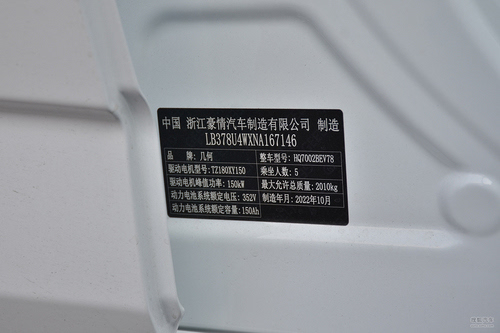 中国 浙江豪情汽车制造有限公司 制造
LB378U4WXNA167146
品 牌：几何 整车型号：HQ7002BEV78
驱动电机型号：TZ180XY150 乘坐人数：5
驱动电机峰值功率：150kW 最大允许总质量：2010kg
动力电池系统额定电压：352V 制造年月：2022年10月
动力电池系统额定容量：150Ah